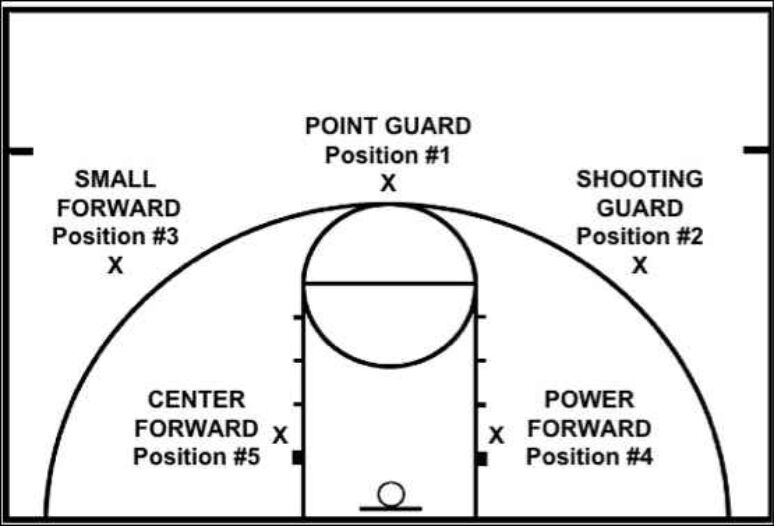 POINT GUARD
Position #1
X
SMALL
FORWARD
Position #3
X
SHOOTING
GUARD
Position #2
X
CENTER
FORWARD X
Position #5
POWER
X FORWARD
Position #4